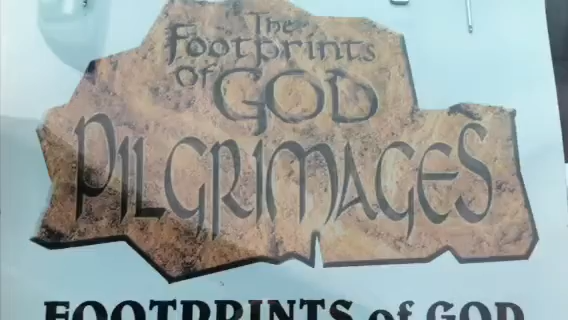 The
Footprints
of GOD
PILGRIMAGES
FOOTPRINTS of GOD